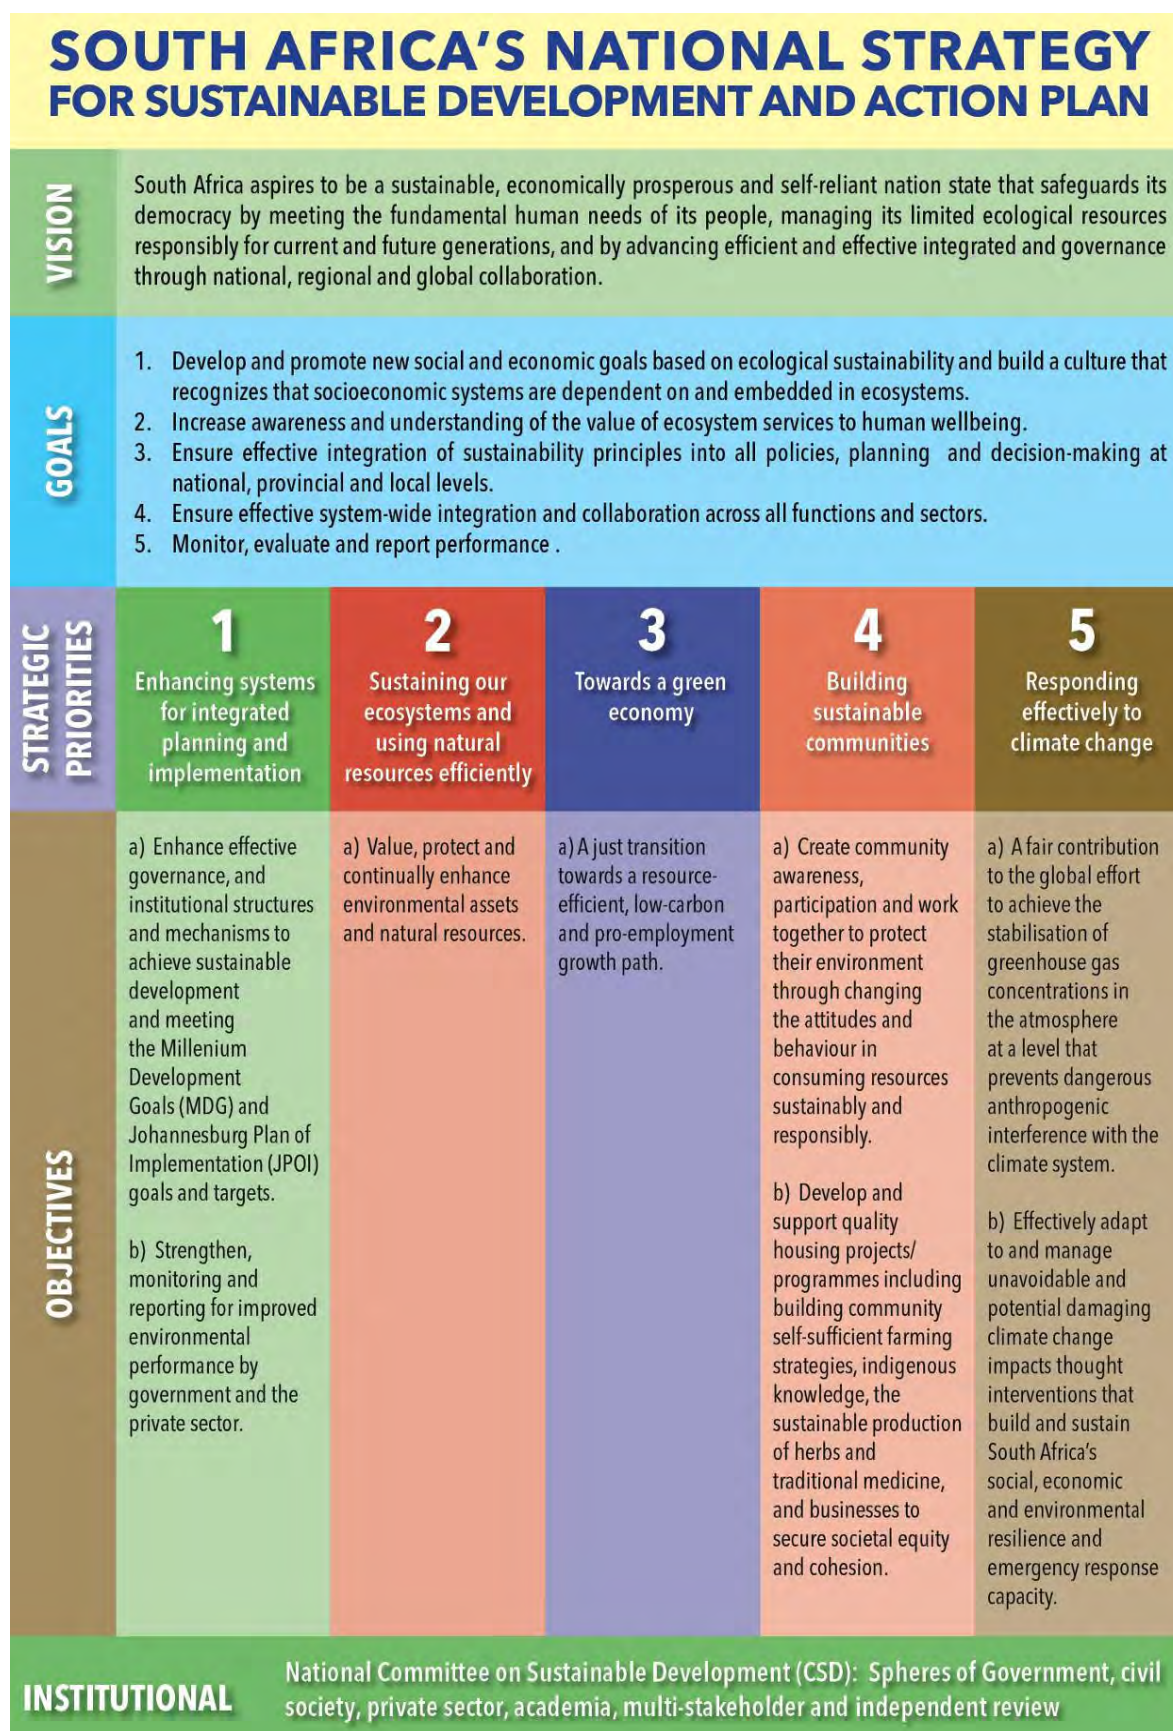 SOUTH AFRICA'S NATIONAL STRATEGY
FOR SUSTAINABLE DEVELOPMENT AND ACTION PLAN
VISION
South Africa aspires to be a sustainable, economically prosperous and self-reliant nation state that safeguards its
democracy by meeting the fundamental human needs of its people, managing its limited ecological resources
responsibly for current and future generations, and by advancing efficient and effective integrated and governance
through national, regional and global collaboration.
GOALS
1. Develop and promote new social and economic goals based on ecological sustainability and build a culture that
recognizes that socioeconomic systems are dependent on and embedded in ecosystems.
2. Increase awareness and understanding of the value of ecosystem services to human wellbeing.
3. Ensure effective integration of sustainability principles into all policies, planning and decision-making at
national, provincial and local levels.
4. Ensure effective system-wide integration and collaboration across all functions and sectors.
5. Monitor, evaluate and report performance .
STRATEGIC
PRIORITIES
1
Enhancing systems
for integrated
planning and
implementation
2
Sustaining our
ecosystems and
using natural
resources efficiently
3
Towards a green
economy
4
Building
sustainable
communities
5
Responding
effectively to
climate change
OBJECTIVES
a) Enhance effective
governance, and
institutional structures
and mechanisms to
achieve sustainable
development
and meeting
the Millenium
Development
Goals (MDG) and
Johannesburg Plan of
Implementation (JPOI)
goals and targets.
b) Strengthen,
monitoring and
reporting for improved
environmental
performance by
government and the
private sector.
a) Value, protect and
continually enhance
environmental assets
and natural resources.
a) A just transition
towards a resource-
efficient, low-carbon
and pro-employment
growth path.
a) Create community
awareness,
participation and work
together to protect
their environment
through changing
the attitudes and
behaviour in
consuming resources
sustainably and
responsibly.
b) Develop and
support quality
housing projects/
programmes including
building community
self-sufficient farming
strategies, indigenous
knowledge, the
sustainable production
of herbs and
traditional medicine,
and businesses to
secure societal equity
and cohesion.
a) A fair contribution
to the global effort
to achieve the
stabilisation of
greenhouse gas
concentrations in
the atmosphere
at a level that
prevents dangerous
anthropogenic
interference with the
climate system.
b) Effectively adapt
to and manage
unavoidable and
potential damaging
climate change
impacts thought
interventions that
build and sustain
South Africa's
social, economic
and environmental
resilience and
emergency response
capacity.
INSTITUTIONAL
National Committee on Sustainable Development (CSD): Spheres of Government, civil
society, private sector, academia, multi-stakeholder and independent review